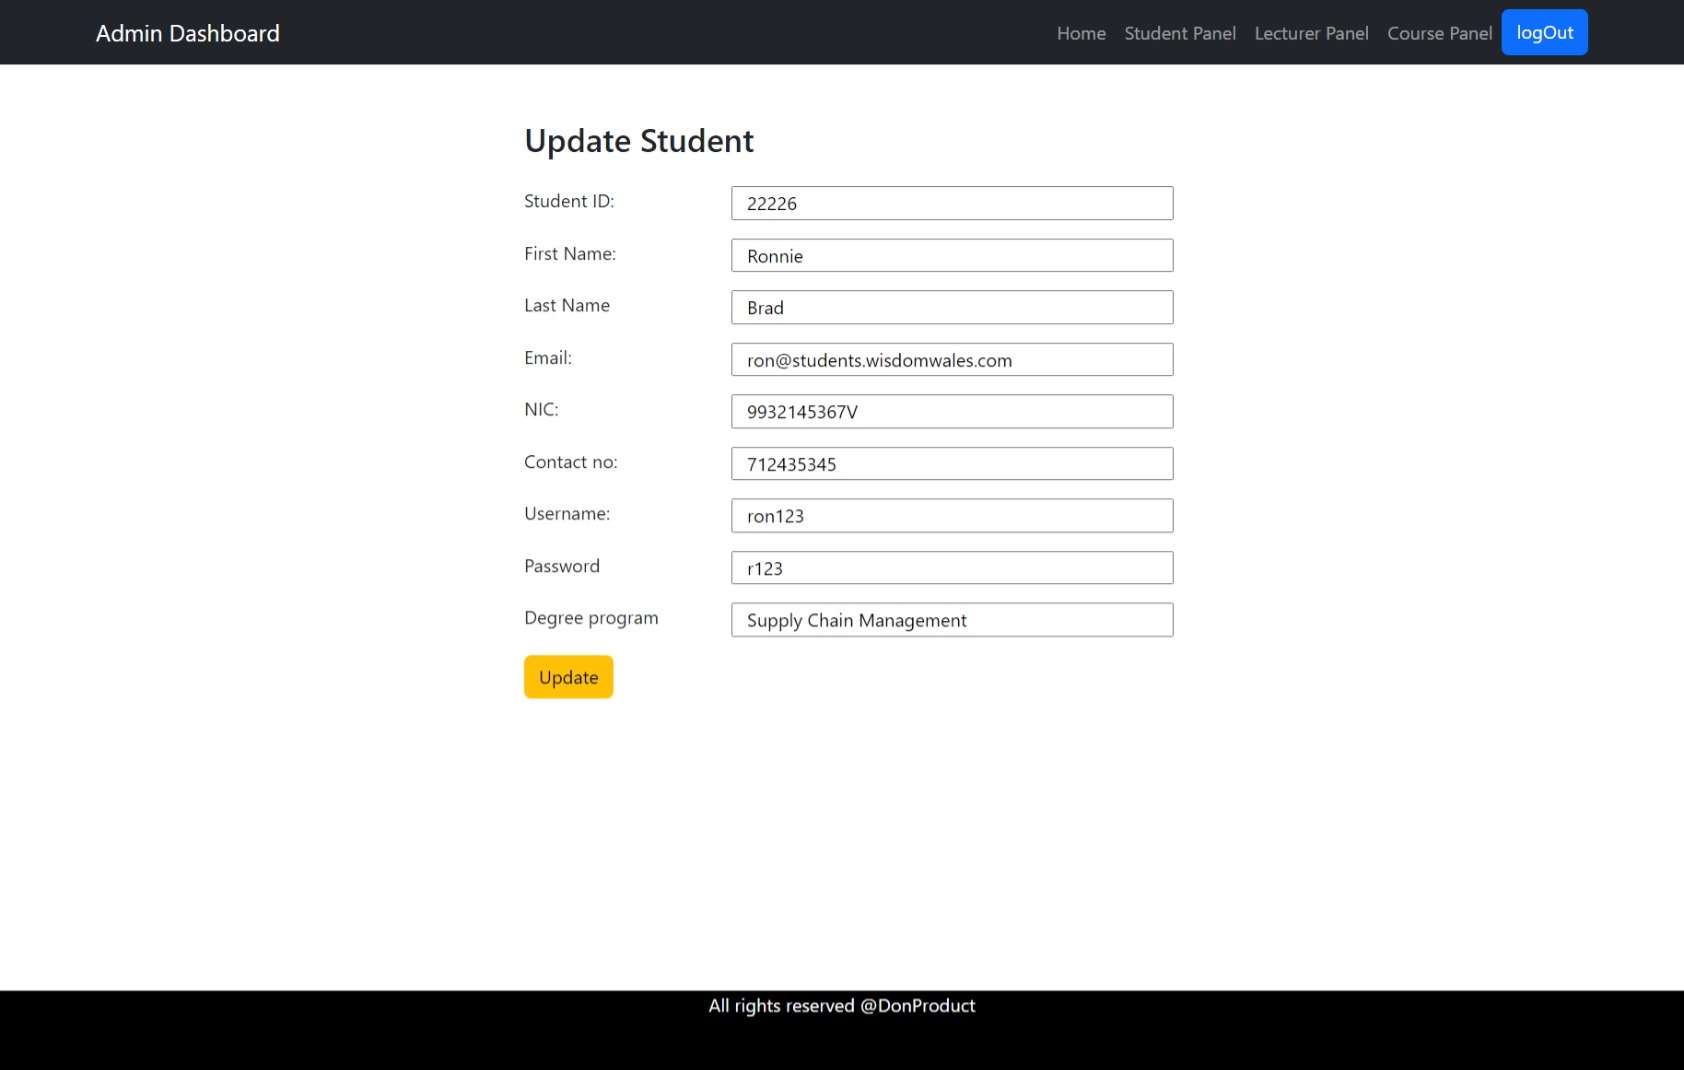 Admin Dashboard Home Student Panel Lecturer Panel Course Panel logOut
Update Student
Student ID: 22226
First Name: Ronnie
Last Name Brad
Email: ron@students.wisdomwales.com
NIC: 9932145367V
Contact no: 712435345
Username: ron123
Password r123
Degree program Supply Chain Management
Update
All rights reserved @DonProduct